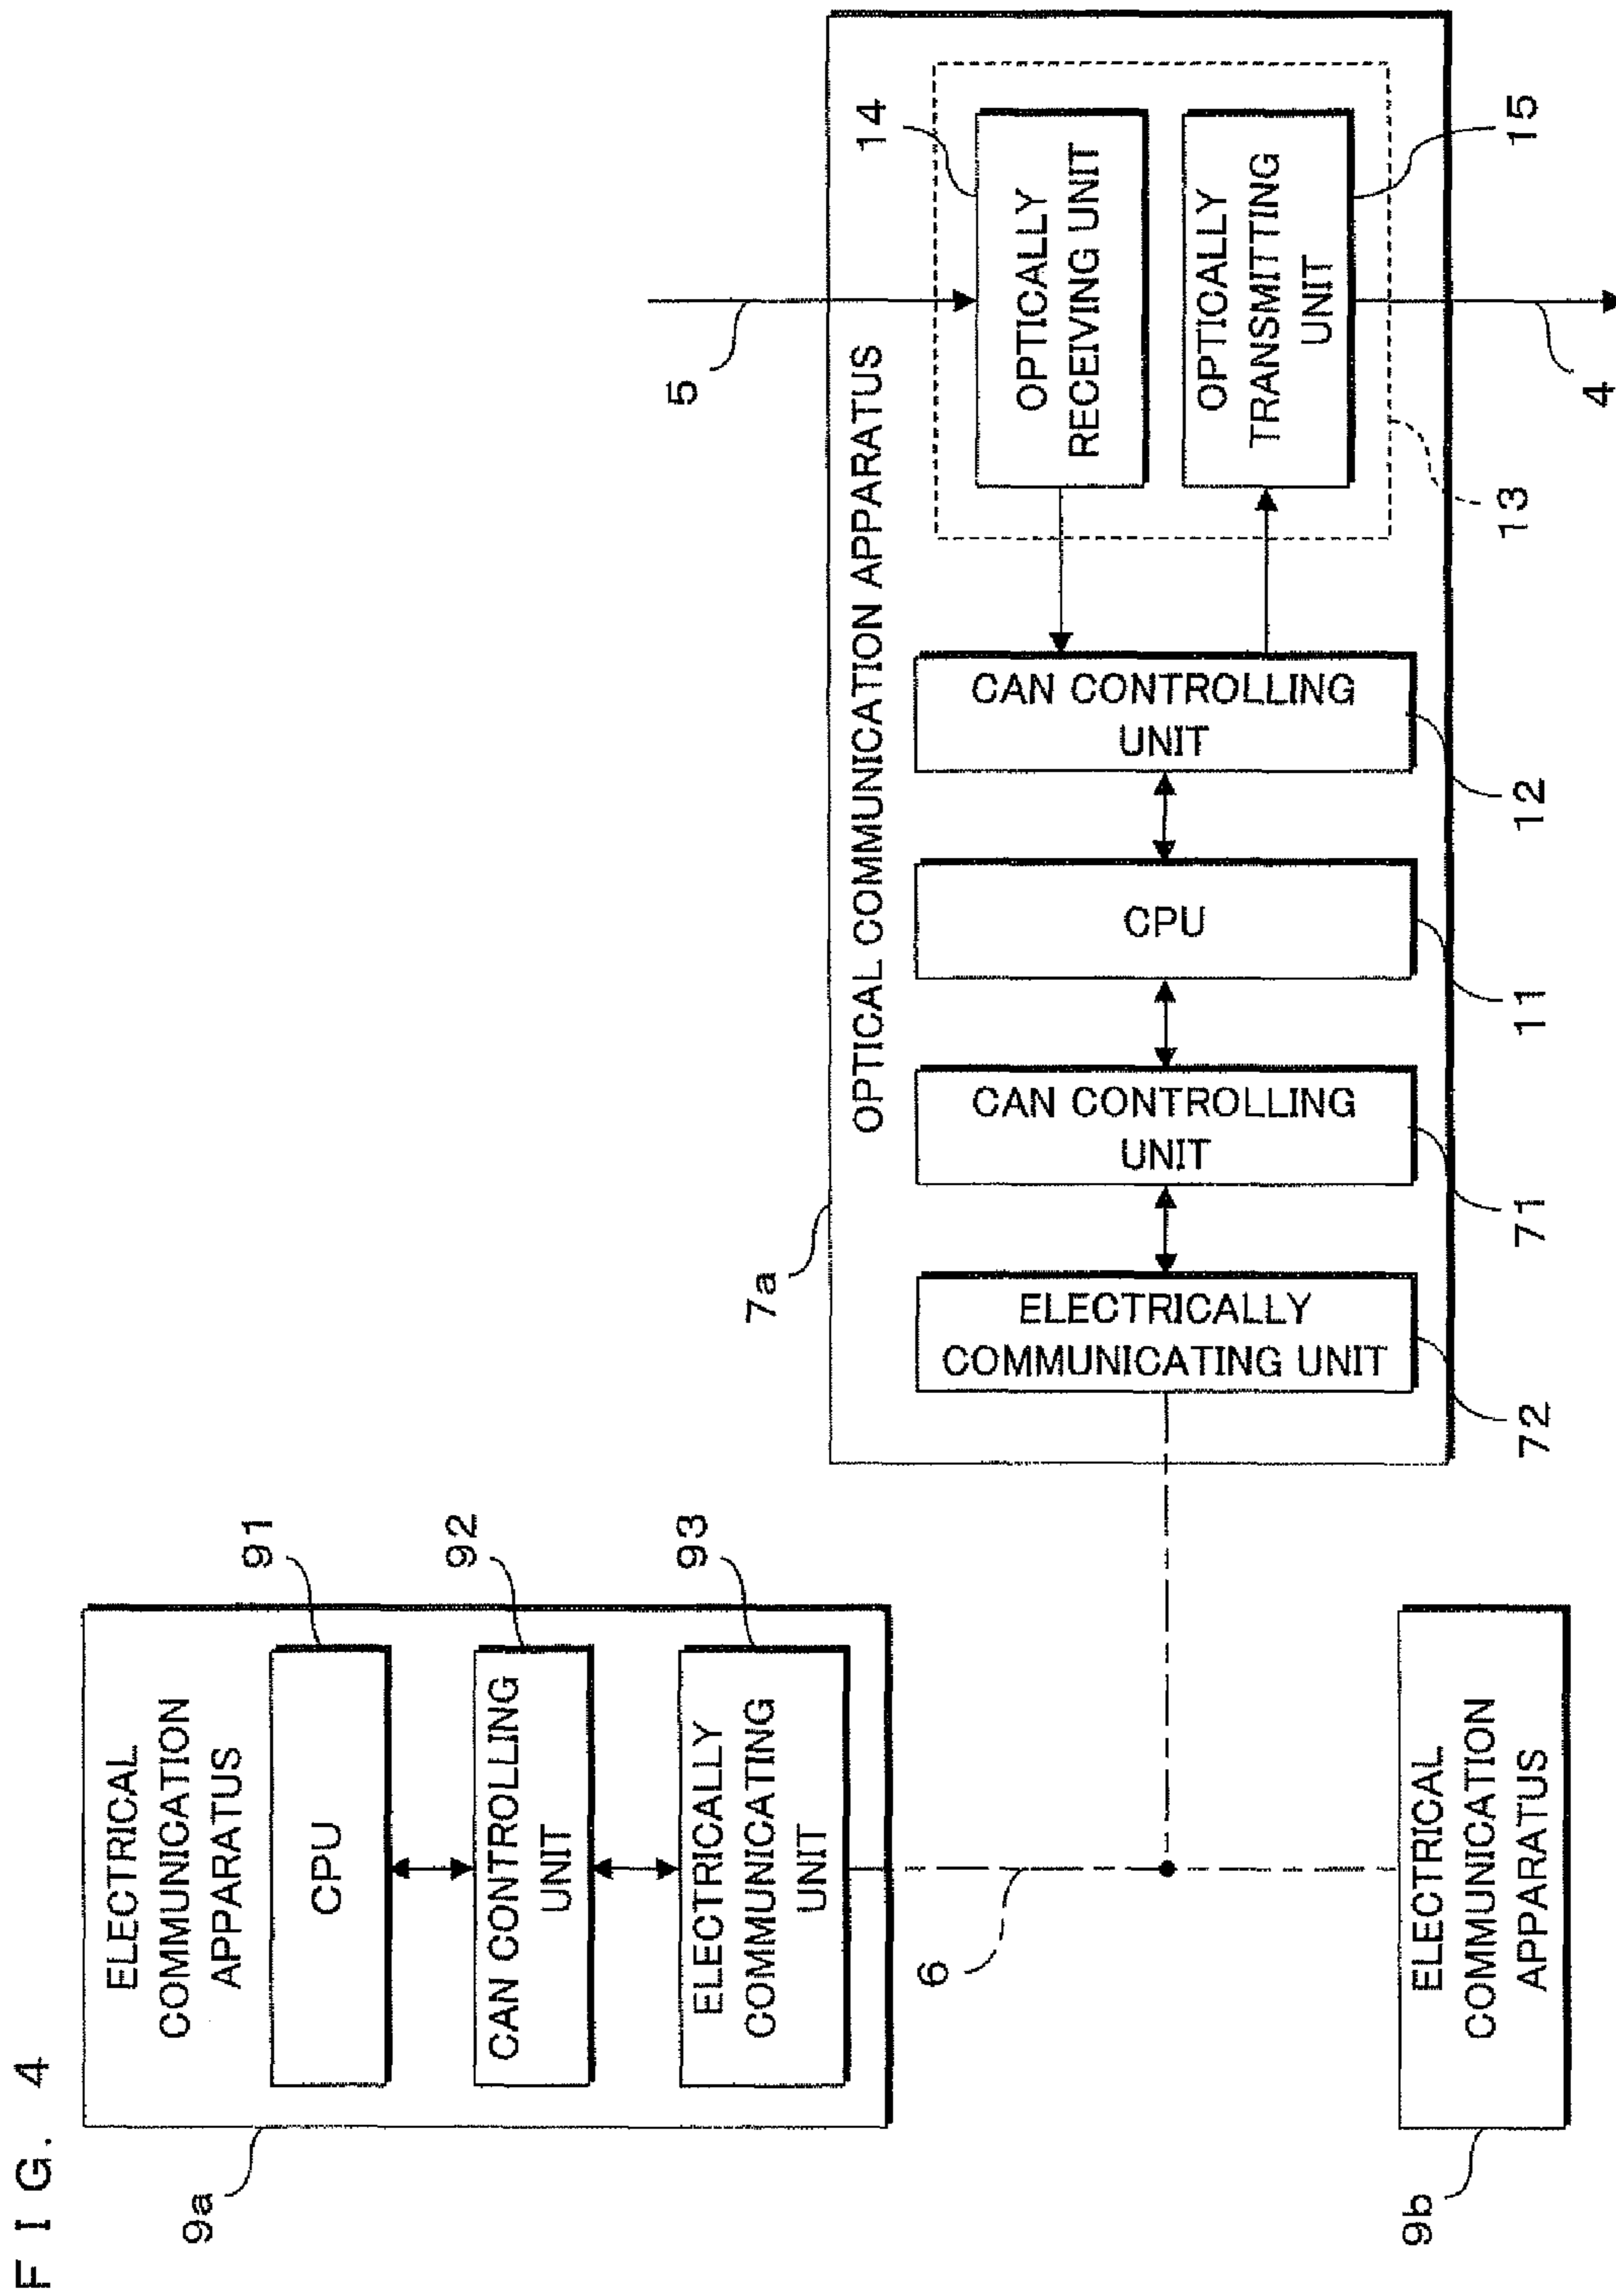 FIG. 4
9a
ELECTRICAL
COMMUNICATION
APPARATUS
CPU
91
CAN CONTROLLING
UNIT
92
ELECTRICALLY
COMMUNICATING
UNIT
93
6
9b
ELECTRICAL
COMMUNICATION
APPARATUS
7a
OPTICAL COMMUNICATION APPARATUS
ELECTRICALLY
COMMUNICATING UNIT
72
CAN CONTROLLING
UNIT
71
CPU
11
CAN CONTROLLING
UNIT
12
5
14
OPTICALLY
RECEIVING UNIT
OPTICALLY
TRANSMITTING
UNIT
15
13
4